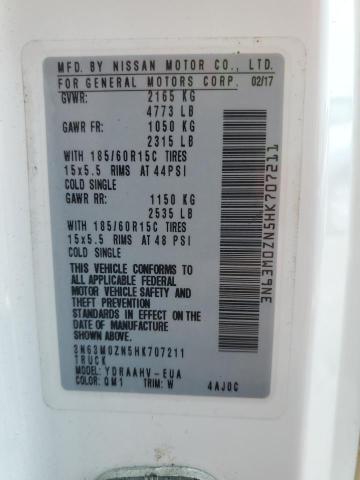 MFD. BY NISSAN MOTOR CO., LTD.
FOR GENERAL MOTORS CORP. 02/17
GVWR: 2165 KG
4773 LB
GAWR FR: 1050 KG
2315 LB
WITH 185/60R15C TIRES
15x5.5 RIMS AT 44PSI
COLD SINGLE
GAWR RR: 1150 KG
2535 LB
WITH 185/60R15C TIRES
15x5.5 RIMS AT 48 PSI
COLD SINGLE
THIS VEHICLE CONFORMS TO
ALL APPLICABLE FEDERAL
MOTOR VEHICLE SAFETY AND
THEFT PREVENTION
STANDARDS IN EFFECT ON
THE DATE OF MANUFACTURE
SHOWN ABOVE.
3N63M0ZN5HK707211
TRUCK
MODEL: YDRAAHV-EUA
COLOR: QM1 TRIM: W 4AJ0C
3N63M0ZN5HK707211